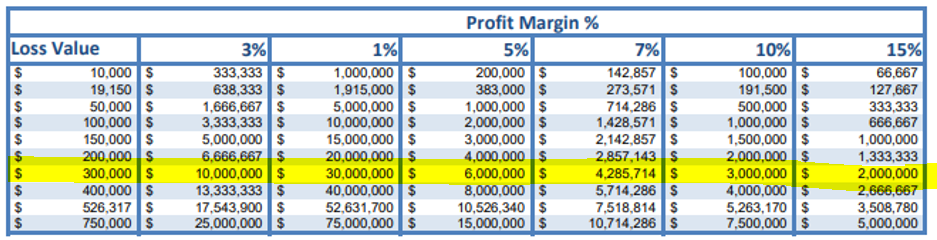 Profit Margin %
Loss Value 3% 1% 5% 7% 10% 15%
$ 10,000 $ 333,333 $ 1,000,000 $ 200,000 $ 142,857 $ 100,000 $ 66,667
$ 19,150 $ 638,333 $ 1,915,000 $ 383,000 $ 273,571 $ 191,500 $ 127,667
$ 50,000 $ 1,666,667 $ 5,000,000 $ 1,000,000 $ 714,286 $ 500,000 $ 333,333
$ 100,000 $ 3,333,333 $ 10,000,000 $ 2,000,000 $ 1,428,571 $ 1,000,000 $ 666,667
$ 150,000 $ 5,000,000 $ 15,000,000 $ 3,000,000 $ 2,142,857 $ 1,500,000 $ 1,000,000
$ 200,000 $ 6,666,667 $ 20,000,000 $ 4,000,000 $ 2,857,143 $ 2,000,000 $ 1,333,333
$ 300,000 $ 10,000,000 $ 30,000,000 $ 6,000,000 $ 4,285,714 $ 3,000,000 $ 2,000,000
$ 400,000 $ 13,333,333 $ 40,000,000 $ 8,000,000 $ 5,714,286 $ 4,000,000 $ 2,666,667
$ 526,317 $ 17,543,900 $ 52,631,700 $ 10,526,340 $ 7,518,814 $ 5,263,170 $ 3,508,780
$ 750,000 $ 25,000,000 $ 75,000,000 $ 15,000,000 $ 10,714,286 $ 7,500,000 $ 5,000,000